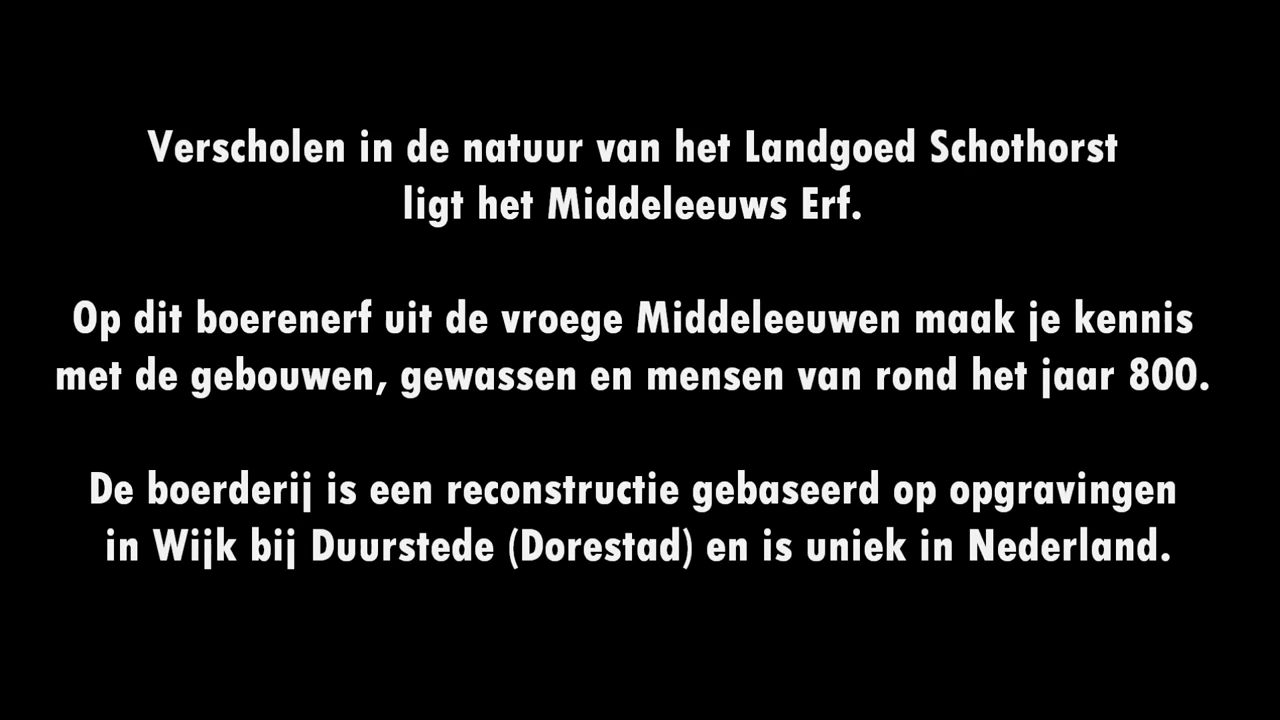 Verscholen in de natuur van het Landgoed Schothorst
ligt het Middeleeuws Erf.
Op dit boerenerf uit de vroege Middeleeuwen maak je kennis
met de gebouwen, gewassen en mensen van rond het jaar 800.
De boerderij is een reconstructie gebaseerd op opgravingen
in Wijk bij Duurstede (Dorestad) en is uniek in Nederland.